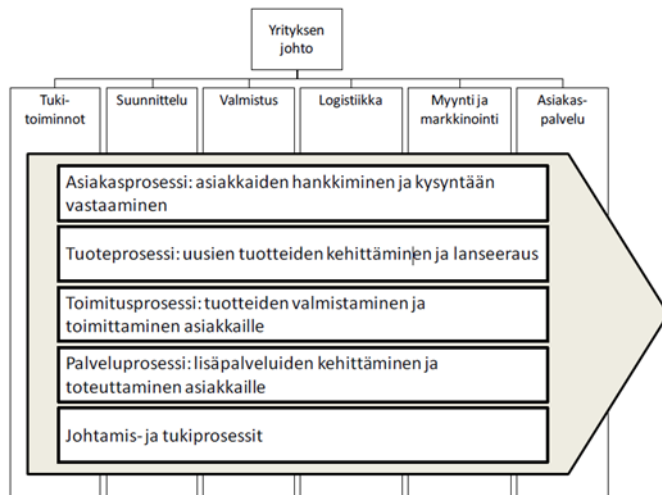 Yrityksen
johto
Tuki-
toiminnot
Suunnittelu
Valmistus
Logistiikka
Myynti ja
markkinointi
Asiakas-
palvelu
Asiakasprosessi: asiakkaiden hankkiminen ja kysyntään
vastaaminen
Tuoteprosessi: uusien tuotteiden kehittäminen ja lanseeraus
Toimitusprosessi: tuotteiden valmistaminen ja
toimittaminen asiakkaille
Palveluprosessi: lisäpalveluiden kehittäminen ja
toteuttaminen asiakkaille
Johtamis- ja tukiprosessit